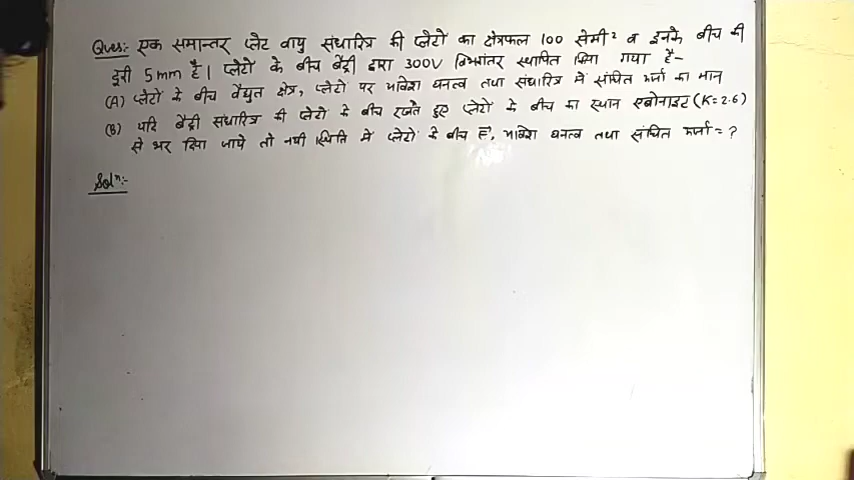 Ques:- एक समान्तर प्लेट वायु संधारित्र की प्लेटो का क्षेत्रफल 100 सेमी² व इनके बीच की
दूरी 5mm है। प्लेटो के बीच बैट्री द्वारा 300V विभवांतर स्थापित किया गया है-
(A) प्लेटो के बीच वैद्युत क्षेत्र, प्लेटो पर आवेश घनत्व तथा संधारित्र में संचित ऊर्जा का मान
(B) यदि बैट्री संधारित्र की प्लेटो के बीच रखते हुए प्लेटो के बीच का स्थान एबोनाइट (K=2.6)
से भर दिया जाये तो नयी स्थिति में प्लेटो के बीच E, आवेश घनत्व तथा संचित ऊर्जा = ?
Solⁿ:-